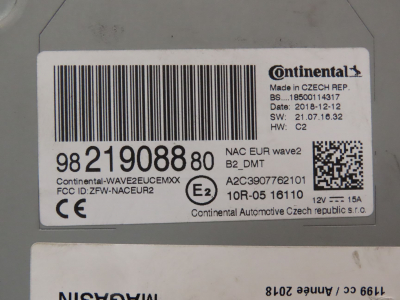 Continental
Made in CZECH REP.
BS....18500114317
Date: 2018-12-12
SW: 21.07.16.32
HW: C2
98 219088 80
NAC EUR wave2
B2_DMT
Continental-WAVE2EUCEMXX
FCC ID:ZFW-NACEUR2
CE
E2
A2C3907762101
10R-05 16110
12V 15A
Continental Automotive Czech republic s.r.o.
MAGASIN
1199 cc / Année 2018